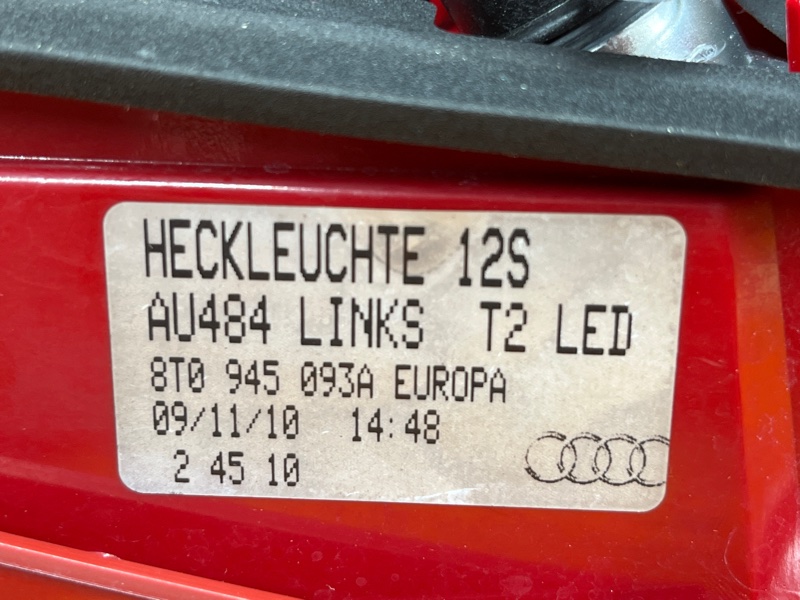 HECKLEUCHTE 12S
AU484 LINKS T2 LED
8T0 945 093A EUROPA
09/11/10 14:48
2 45 10